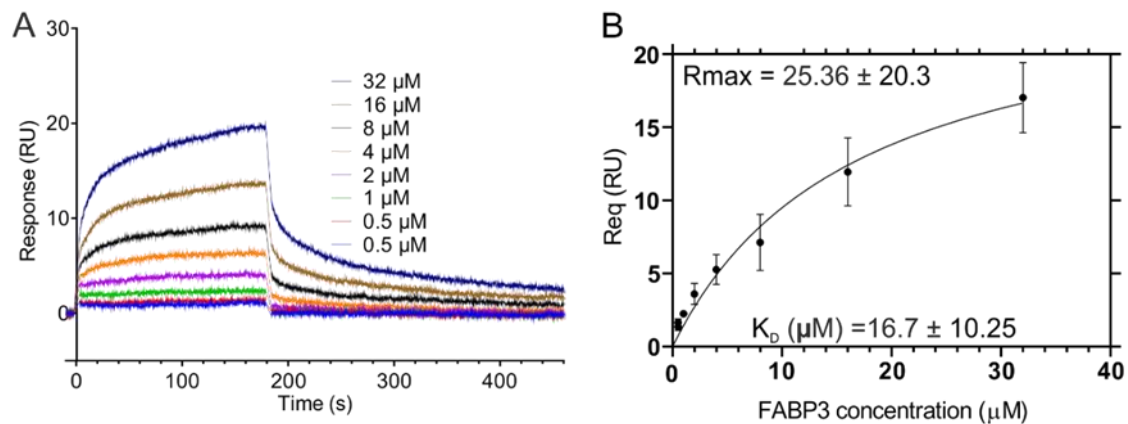 A
30
20
10
0
Response (RU)
32 µM
16 µM
8 µM
4 µM
2 µM
1 µM
0.5 µM
0.5 µM
0
100
200
300
400
Time (s)
B
20
15
10
5
0
Req (RU)
Rmax = 25.36 ± 20.3
K_D (µM) =16.7 ± 10.25
0
10
20
30
40
FABP3 concentration (µM)